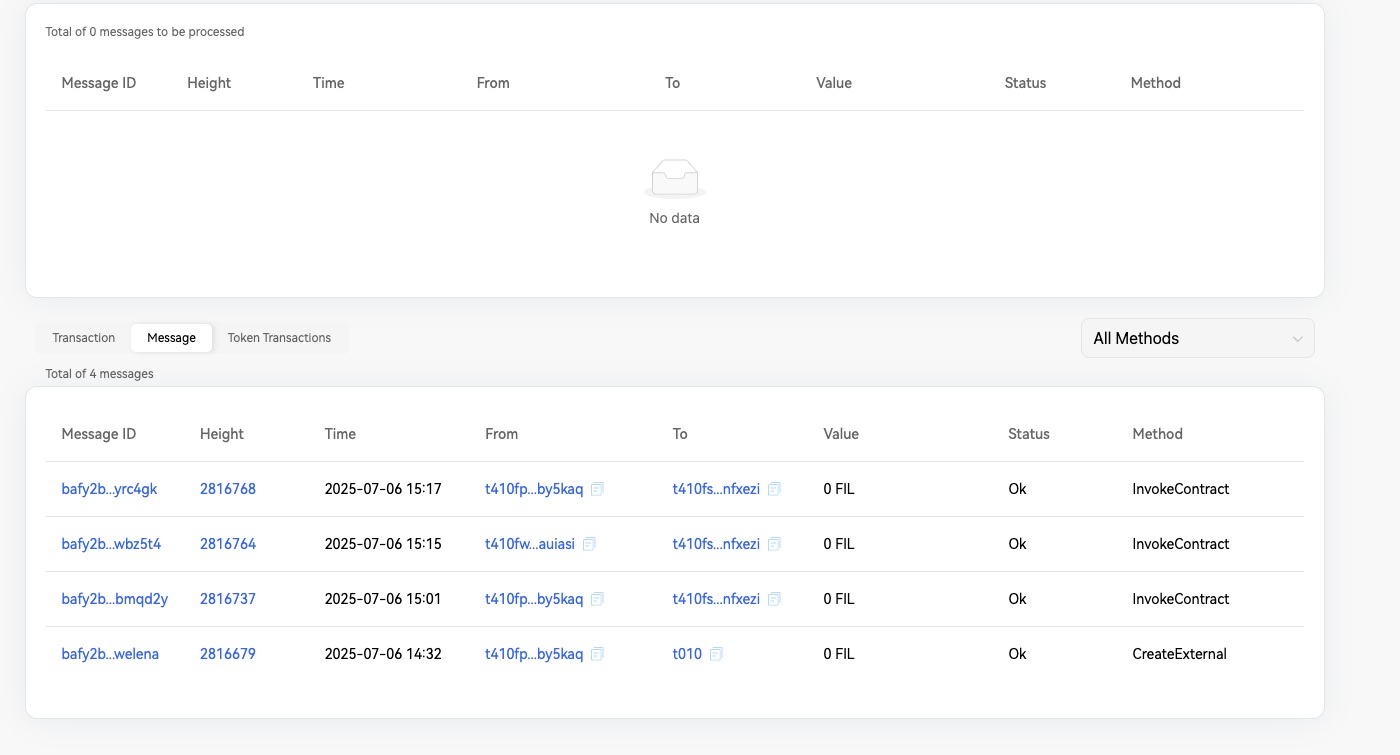 Total of 0 messages to be processed
Message ID Height Time From To Value Status Method
No data
Transaction Message Token Transactions All Methods
Total of 4 messages
Message ID Height Time From To Value Status Method
bafy2b...yrc4gk 2816768 2025-07-06 15:17 t410fp...by5kaq t410fs...nfxezi 0 FIL Ok InvokeContract
bafy2b...wbz5t4 2816764 2025-07-06 15:15 t410fw...auiasi t410fs...nfxezi 0 FIL Ok InvokeContract
bafy2b...bmqd2y 2816737 2025-07-06 15:01 t410fp...by5kaq t410fs...nfxezi 0 FIL Ok InvokeContract
bafy2b...welena 2816679 2025-07-06 14:32 t410fp...by5kaq t010 0 FIL Ok CreateExternal